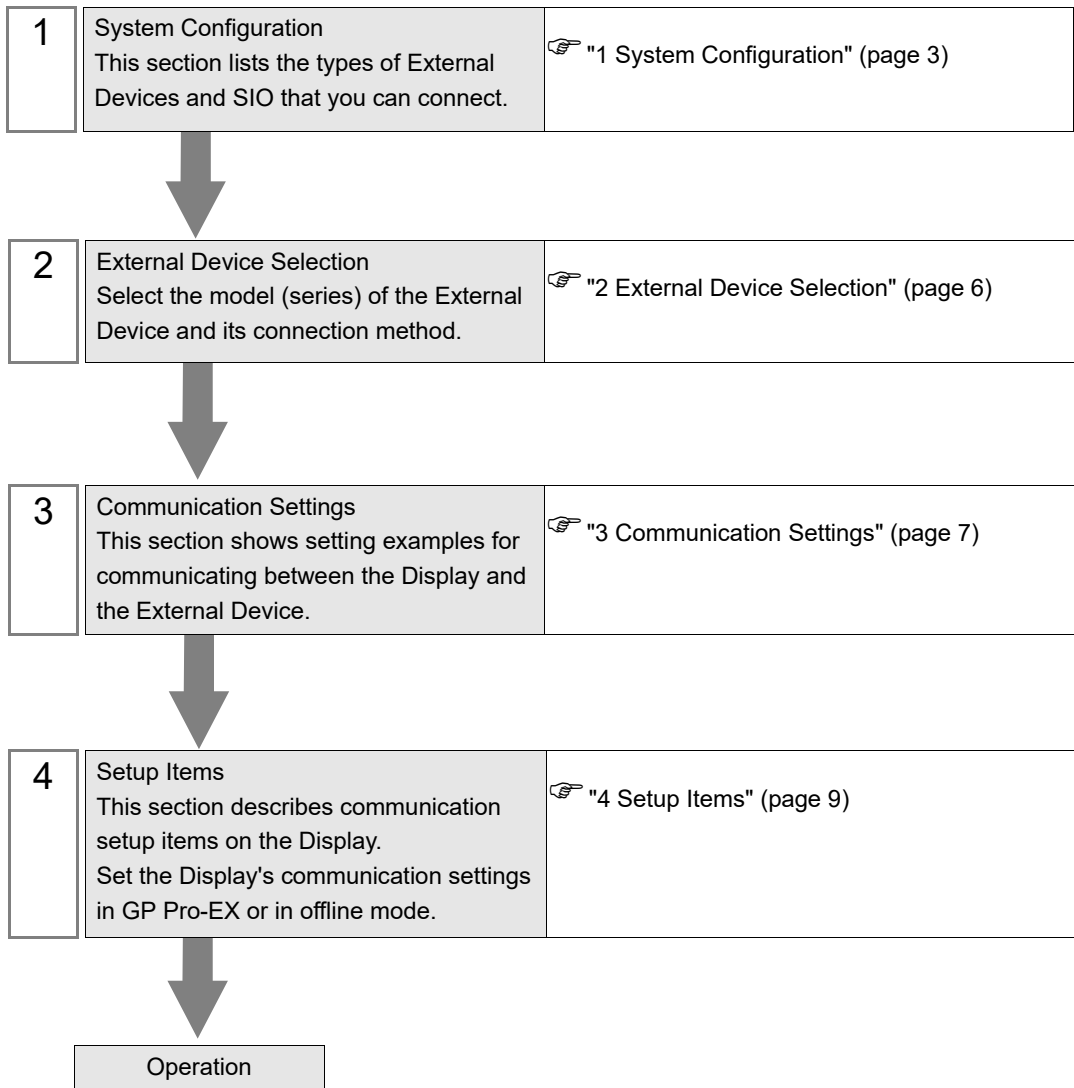 1
System Configuration
This section lists the types of External
Devices and SIO that you can connect.
"1 System Configuration" (page 3)
2
External Device Selection
Select the model (series) of the External
Device and its connection method.
"2 External Device Selection" (page 6)
3
Communication Settings
This section shows setting examples for
communicating between the Display and
the External Device.
"3 Communication Settings" (page 7)
4
Setup Items
This section describes communication
setup items on the Display.
Set the Display's communication settings
in GP Pro-EX or in offline mode.
"4 Setup Items" (page 9)
Operation